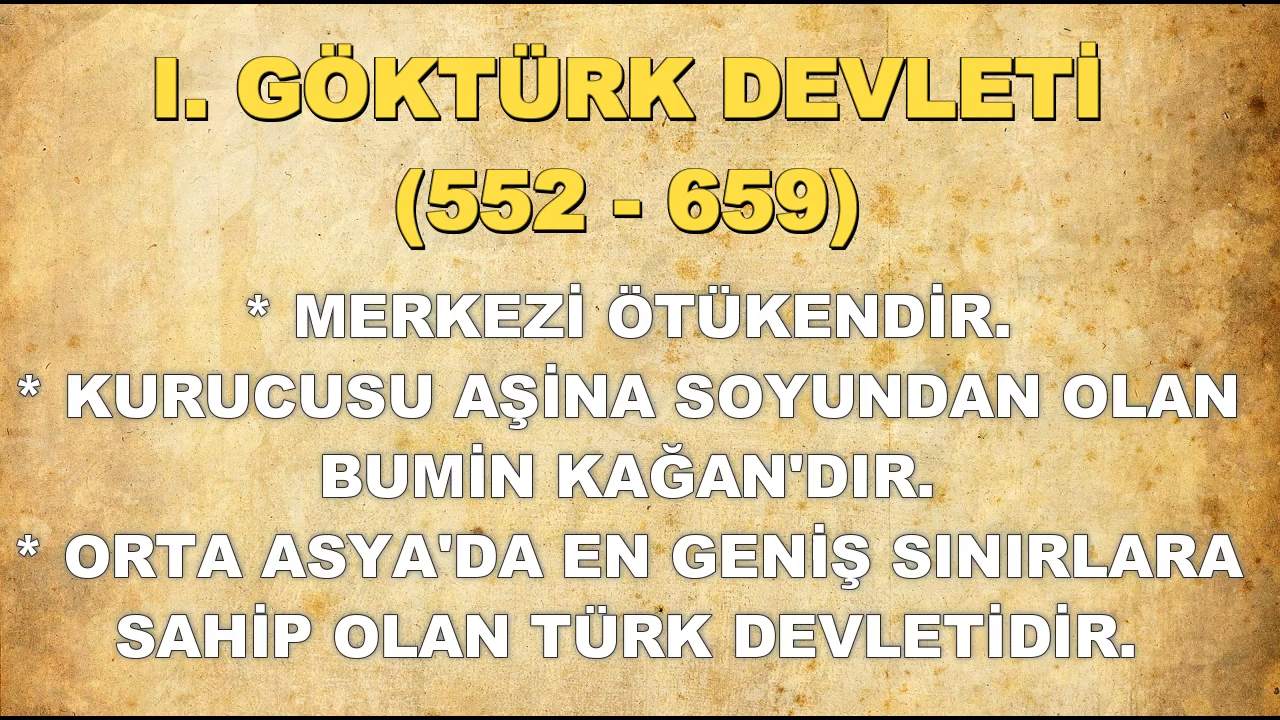 I. GÖKTÜRK DEVLETİ
(552 - 659)
* MERKEZİ ÖTÜKENDİR.
* KURUCUSU AŞİNA SOYUNDAN OLAN
BUMİN KAĞAN'DIR.
* ORTA ASYA'DA EN GENİŞ SINIRLARA
SAHİP OLAN TÜRK DEVLETİDİR.